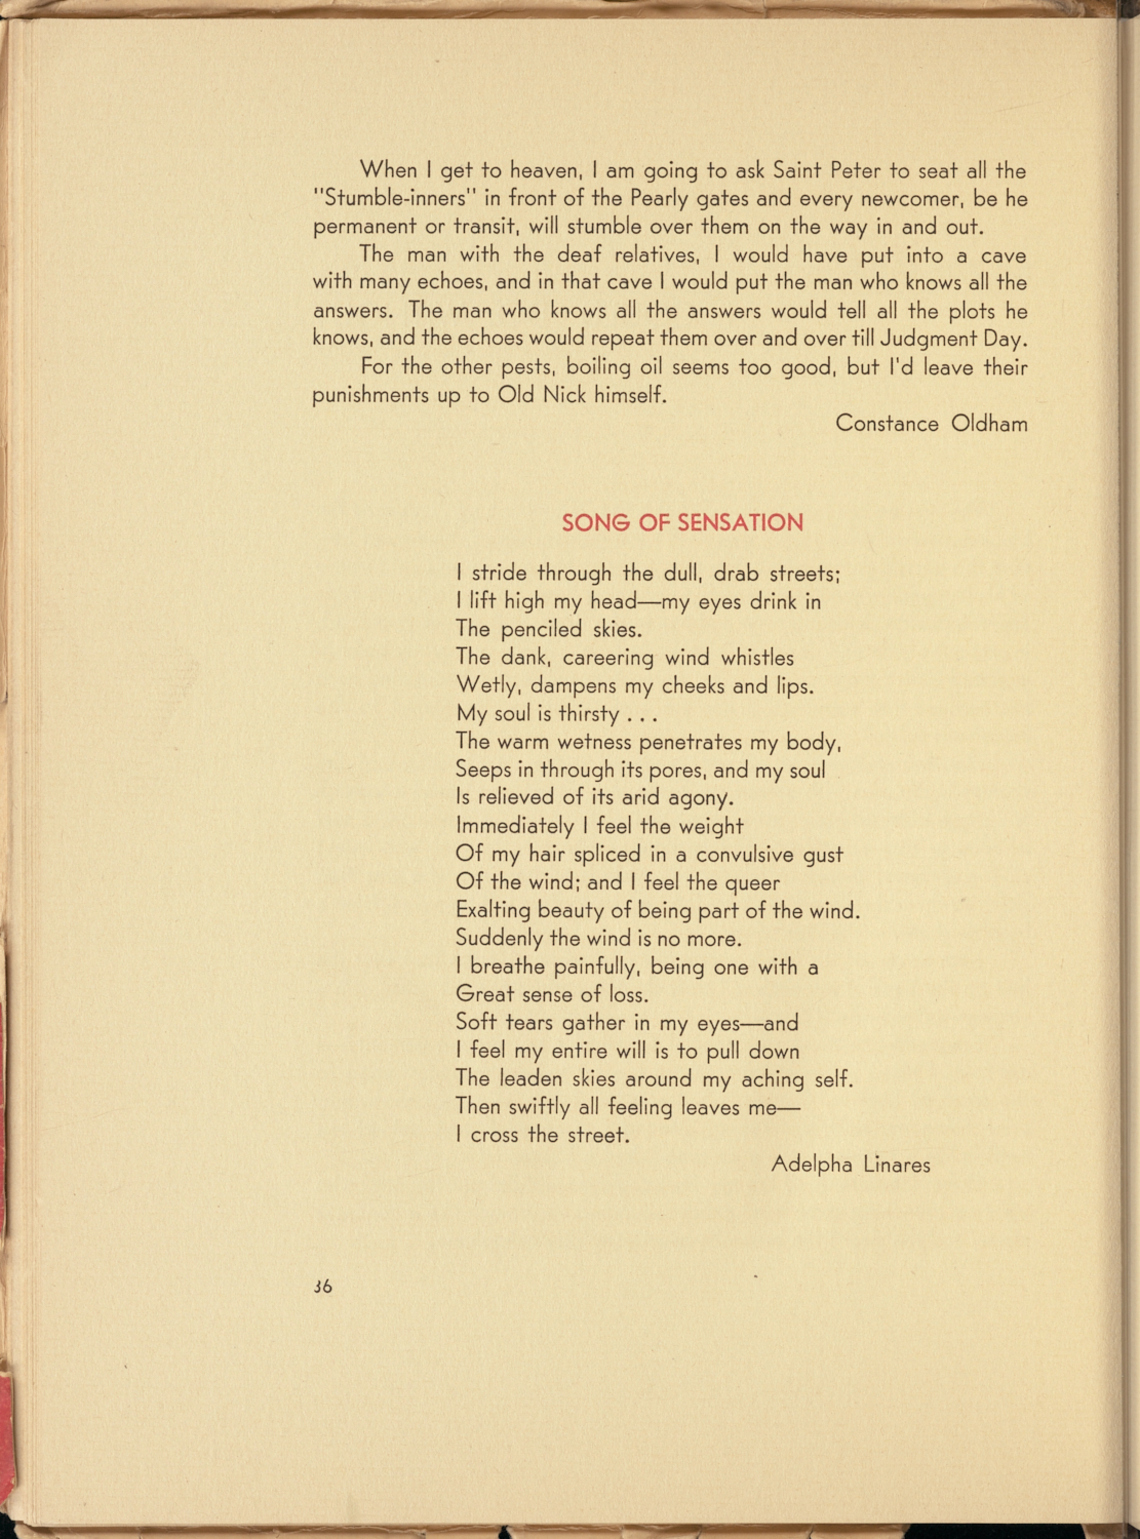 When I get to heaven, I am going to ask Saint Peter to seat all the
"Stumble-inners" in front of the Pearly gates and every newcomer, be he
permanent or transit, will stumble over them on the way in and out.
The man with the deaf relatives, I would have put into a cave
with many echoes, and in that cave I would put the man who knows all the
answers. The man who knows all the answers would tell all the plots he
knows, and the echoes would repeat them over and over till Judgment Day.
For the other pests, boiling oil seems too good, but I'd leave their
punishments up to Old Nick himself.
Constance Oldham
SONG OF SENSATION
I stride through the dull, drab streets;
I lift high my head—my eyes drink in
The penciled skies.
The dank, careering wind whistles
Wetly, dampens my cheeks and lips.
My soul is thirsty . . .
The warm wetness penetrates my body,
Seeps in through its pores, and my soul
Is relieved of its arid agony.
Immediately I feel the weight
Of my hair spliced in a convulsive gust
Of the wind; and I feel the queer
Exalting beauty of being part of the wind.
Suddenly the wind is no more.
I breathe painfully, being one with a
Great sense of loss.
Soft tears gather in my eyes—and
I feel my entire will is to pull down
The leaden skies around my aching self.
Then swiftly all feeling leaves me—
I cross the street.
Adelpha Linares
36